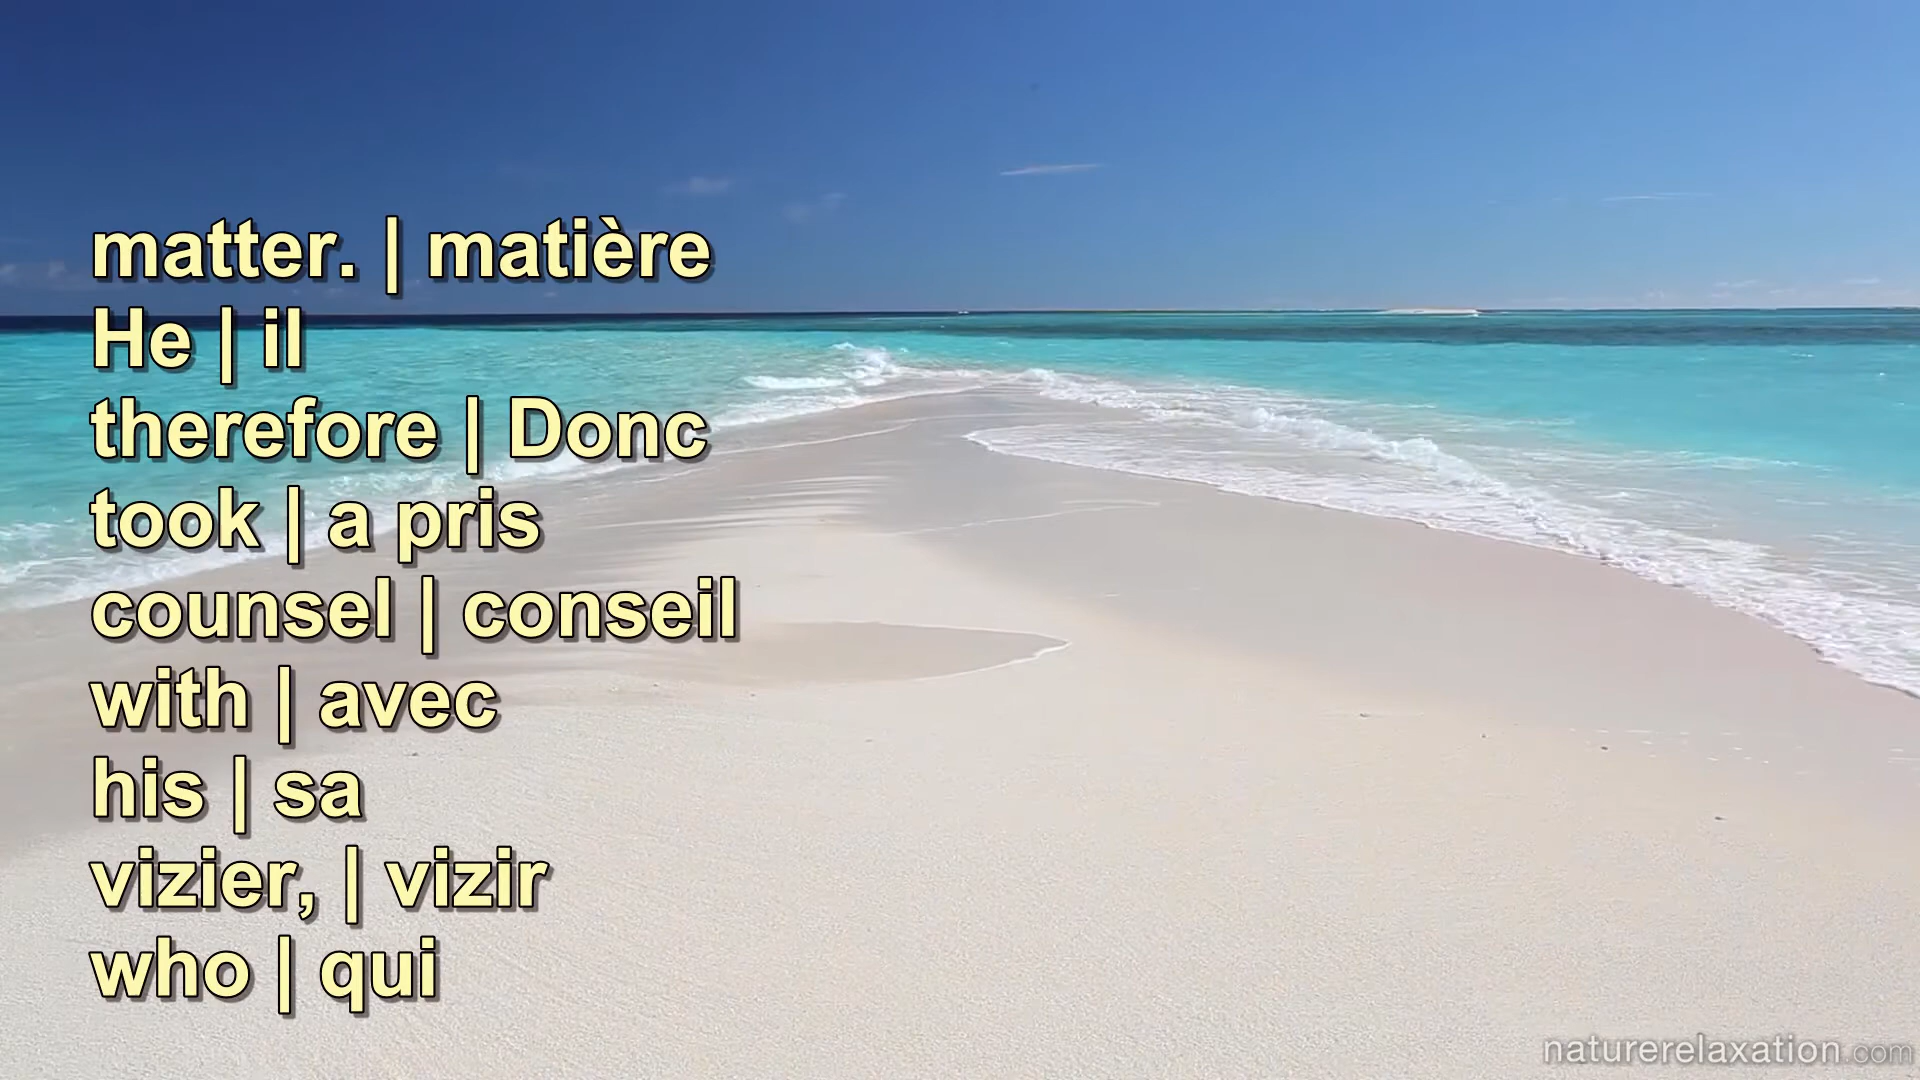 matter. | matière
He | il
therefore | Donc
took | a pris
counsel | conseil
with | avec
his | sa
vizier, | vizir
who | qui
naturerelaxation.com